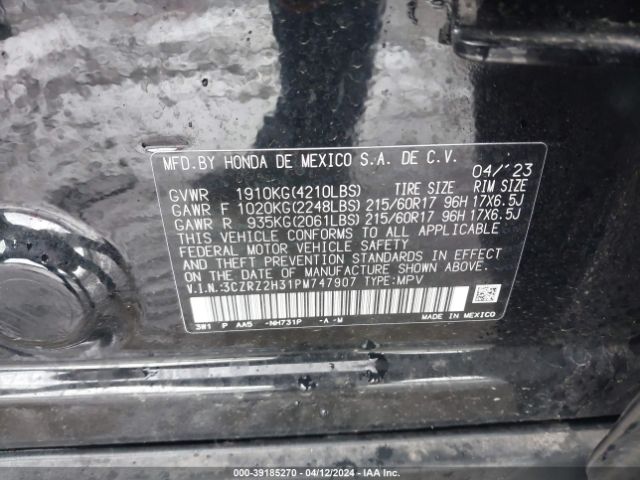 MFD.BY HONDA DE MEXICO S.A. DE C.V.
04/'23
GVWR 1910KG(4210LBS) TIRE SIZE RIM SIZE
GAWR F 1020KG(2248LBS) 215/60R17 96H 17X6.5J
GAWR R 935KG(2061LBS) 215/60R17 96H 17X6.5J
THIS VEHICLE CONFORMS TO ALL APPLICABLE
FEDERAL MOTOR VEHICLE SAFETY
AND THEFT PREVENTION STANDARDS IN EFFECT
ON THE DATE OF MANUFACTURE SHOWN ABOVE.
V.I.N.:3CZRZ2H31PM747907 TYPE:MPV
3W1 P AA5 -NH731P -A-M MADE IN MEXICO
000-39185270 - 04/12/2024 - IAA Inc.